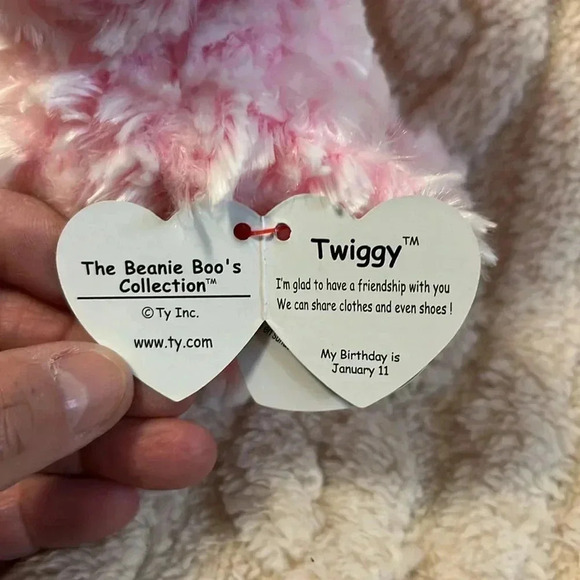 The Beanie Boo's
Collection™
© Ty Inc.
www.ty.com
Twiggy™
I'm glad to have a friendship with you
We can share clothes and even shoes !
My Birthday is
January 11